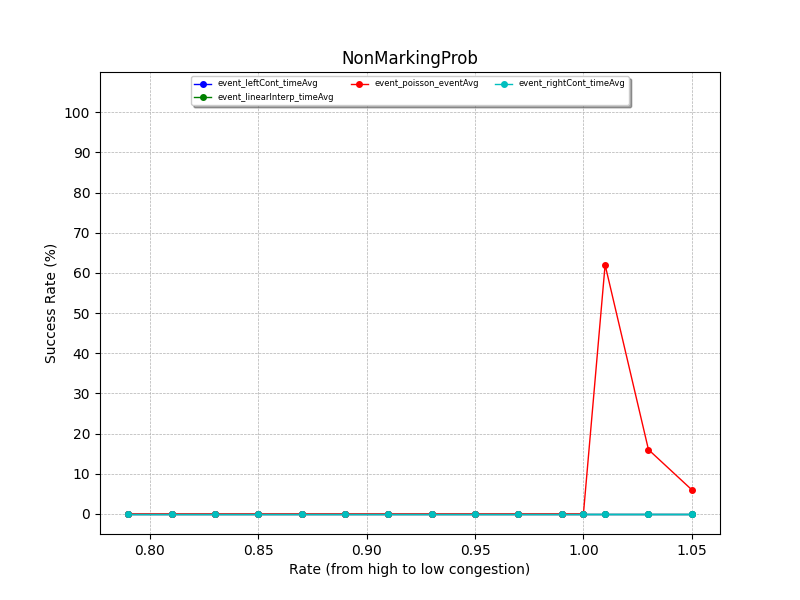 NonMarkingProb
event_leftCont_timeAvg
event_linearInterp_timeAvg
event_poisson_eventAvg
event_rightCont_timeAvg
Success Rate (%)
100
90
80
70
60
50
40
30
20
10
0
0.80 0.85 0.90 0.95 1.00 1.05
Rate (from high to low congestion)